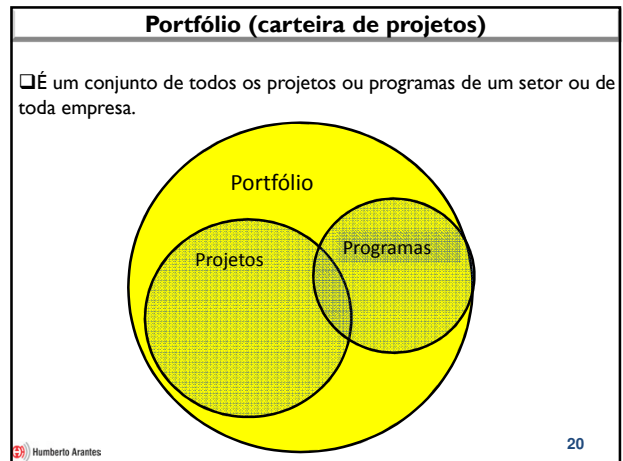 Portfólio (carteira de projetos)
❑É um conjunto de todos os projetos ou programas de um setor ou de
toda empresa.
Portfólio
Programas
Projetos
Humberto Arantes
20